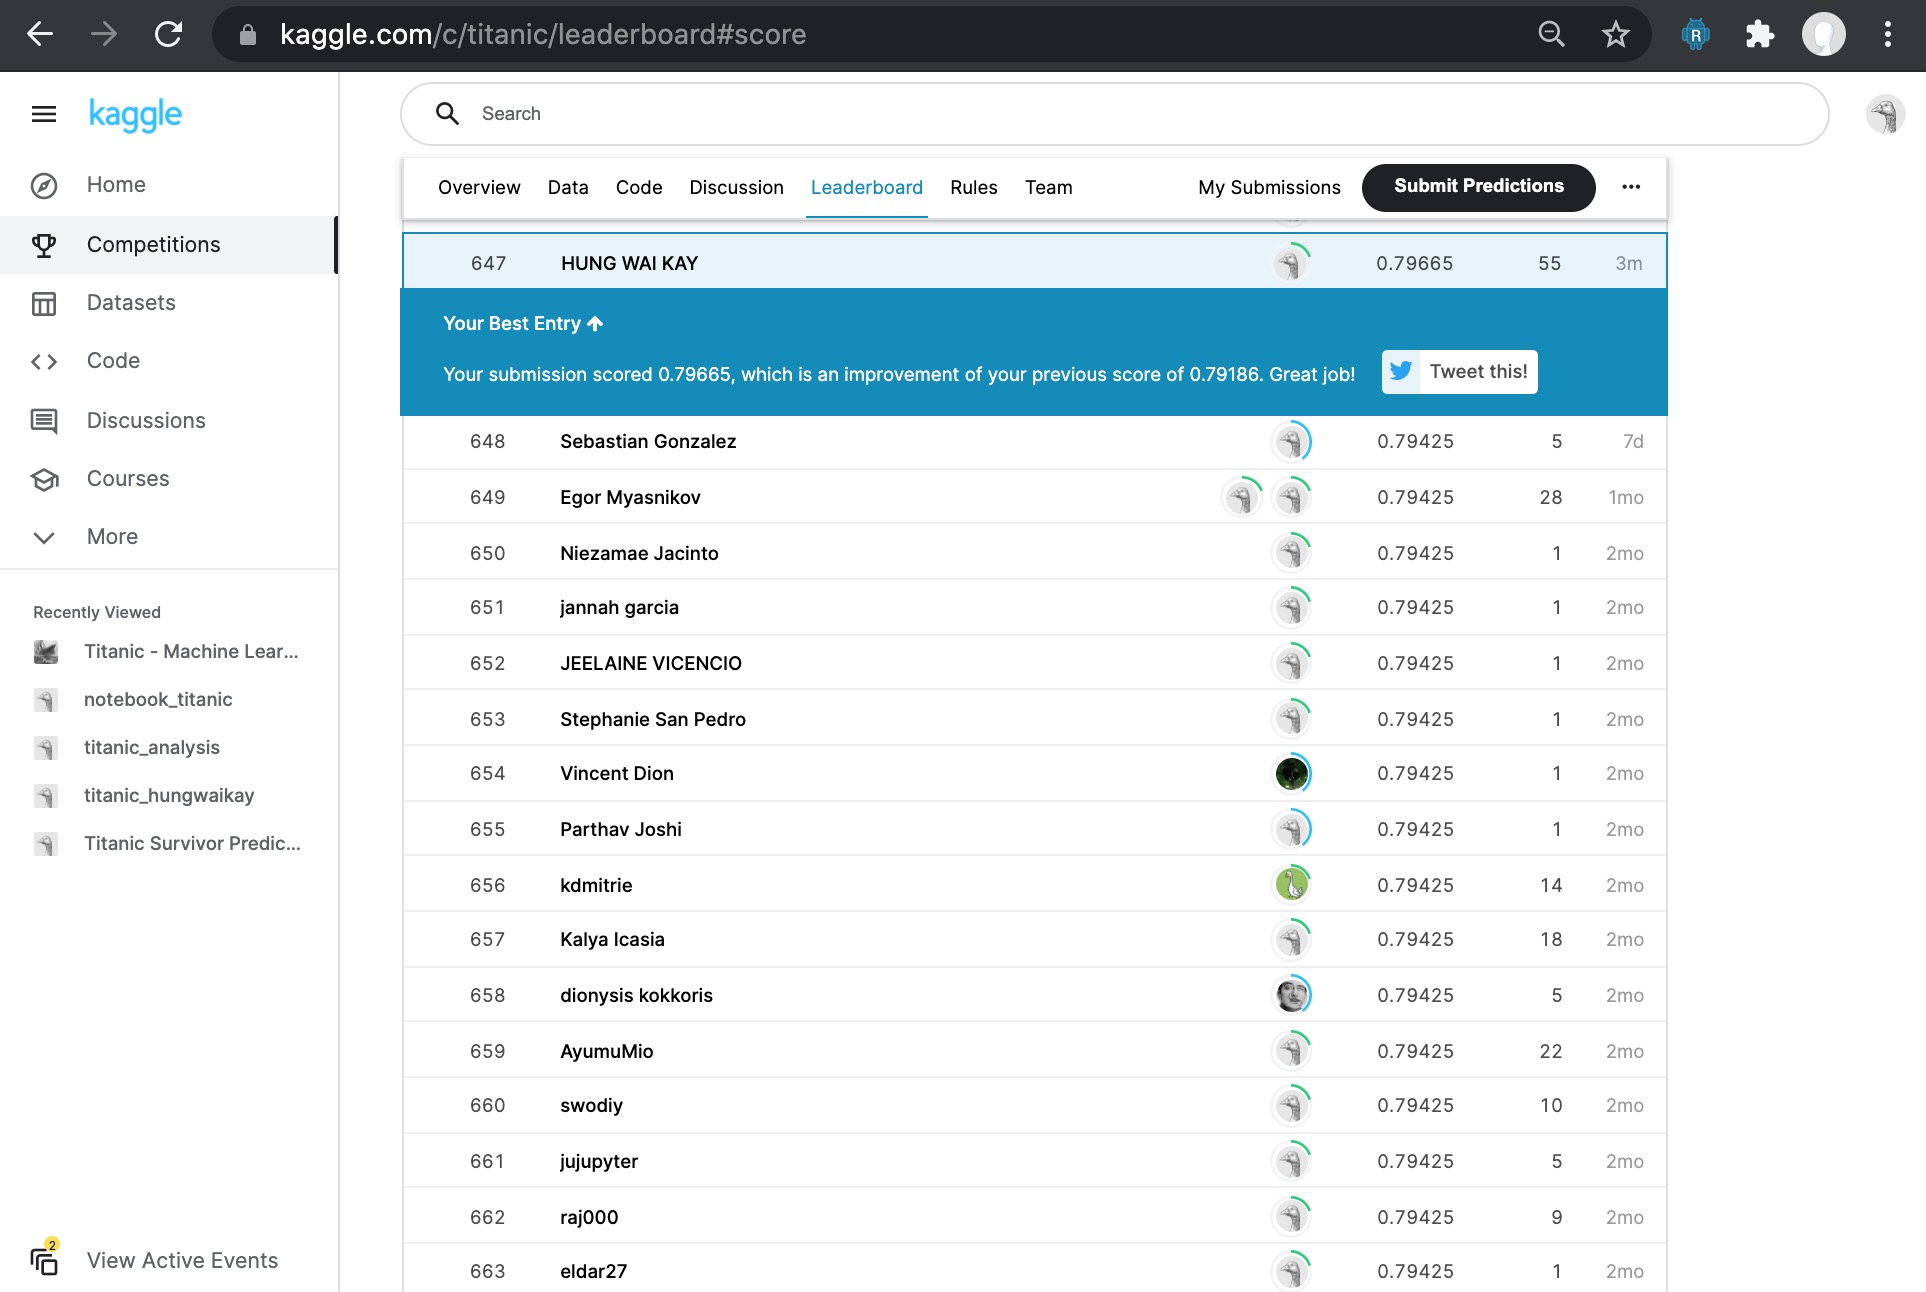 kaggle.com/c/titanic/leaderboard#score
R
kaggle
Search
Home
Competitions
Datasets
Code
Discussions
Courses
More
Recently Viewed
Titanic - Machine Lear...
notebook_titanic
titanic_analysis
titanic_hungwaikay
Titanic Survivor Predic...
2
View Active Events
Overview Data Code Discussion Leaderboard Rules Team My Submissions Submit Predictions ...
647 HUNG WAI KAY 0.79665 55 3m
Your Best Entry
Your submission scored 0.79665, which is an improvement of your previous score of 0.79186. Great job! Tweet this!
648 Sebastian Gonzalez 0.79425 5 7d
649 Egor Myasnikov 0.79425 28 1mo
650 Niezamae Jacinto 0.79425 1 2mo
651 jannah garcia 0.79425 1 2mo
652 JEELAINE VICENCIO 0.79425 1 2mo
653 Stephanie San Pedro 0.79425 1 2mo
654 Vincent Dion 0.79425 1 2mo
655 Parthav Joshi 0.79425 1 2mo
656 kdmitrie 0.79425 14 2mo
657 Kalya Icasia 0.79425 18 2mo
658 dionysis kokkoris 0.79425 5 2mo
659 AyumuMio 0.79425 22 2mo
660 swodiy 0.79425 10 2mo
661 jujupyter 0.79425 5 2mo
662 raj000 0.79425 9 2mo
663 eldar27 0.79425 1 2mo